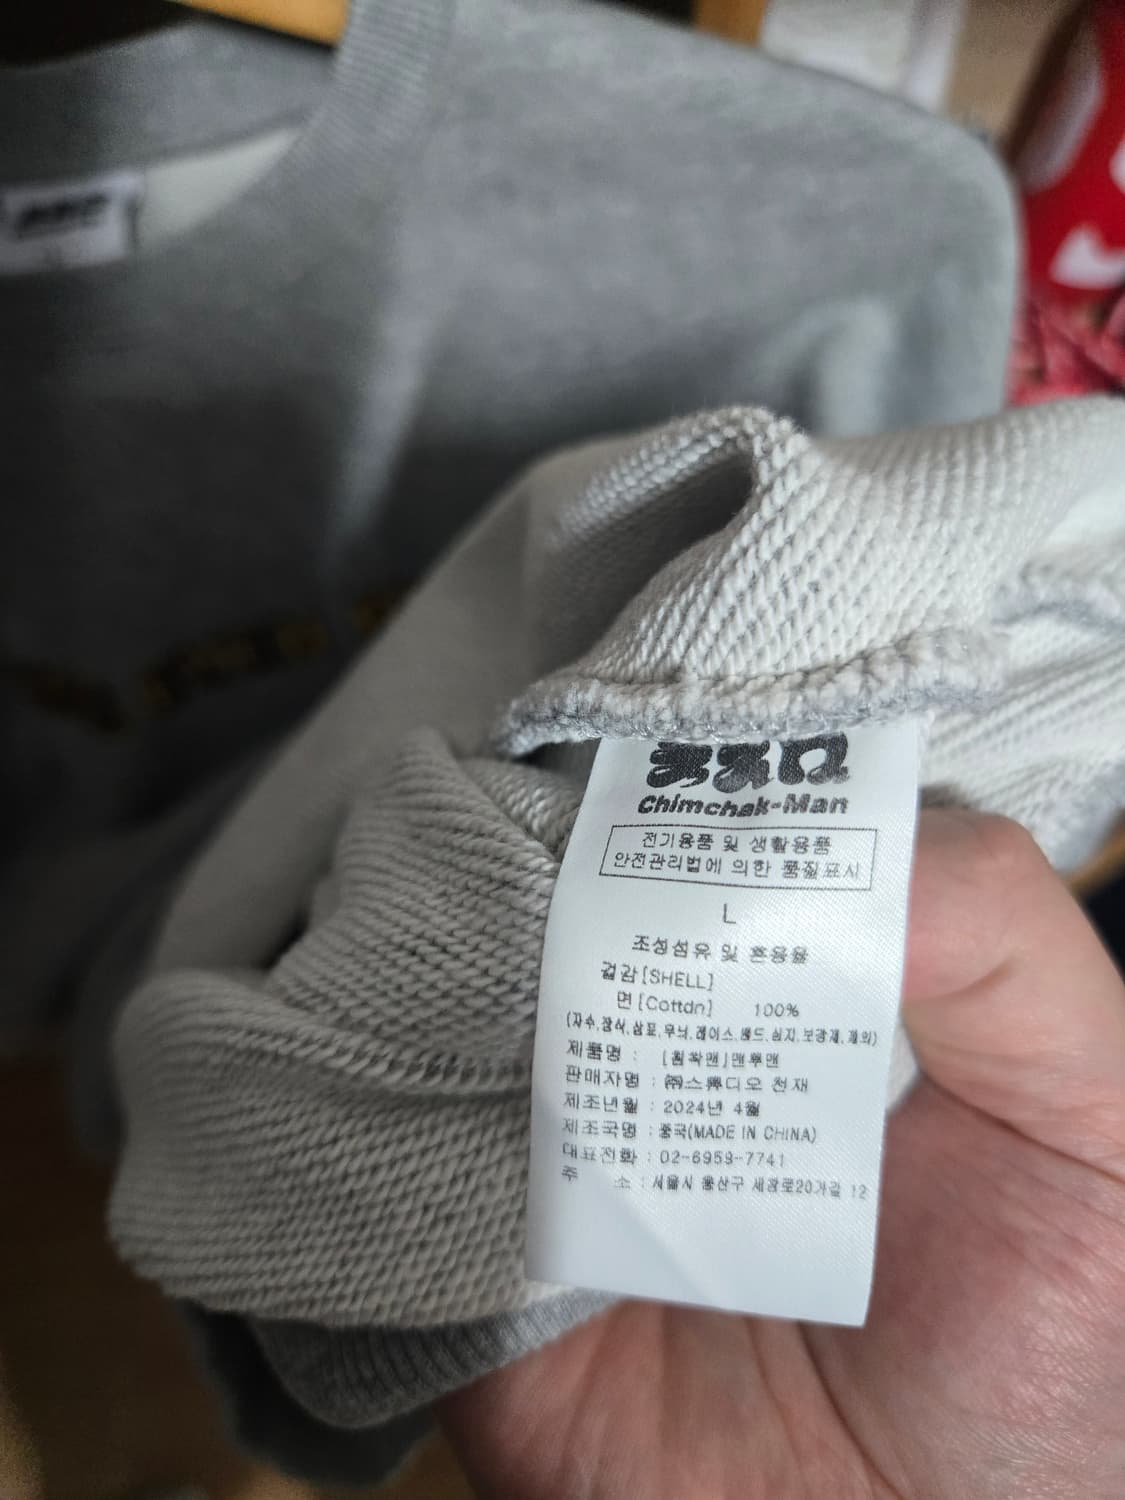 Chimchak-Man
전기용품 및 생활용품
안전관리법에 의한 품질표시
L
조성섬유 및 혼용율
겉감[SHELL]
면[Cotton] 100%
(자수,장식,상표,무늬,레이스,밴드,심지,보강재,제외)
제품명 : [침착맨]맨투맨
판매자명 : ㈜스튜디오 천재
제조년월 : 2024년 4월
제조국명 : 중국(MADE IN CHINA)
대표전화 : 02-6959-7741
주 소 : 서울시 용산구 새창로20가길 12